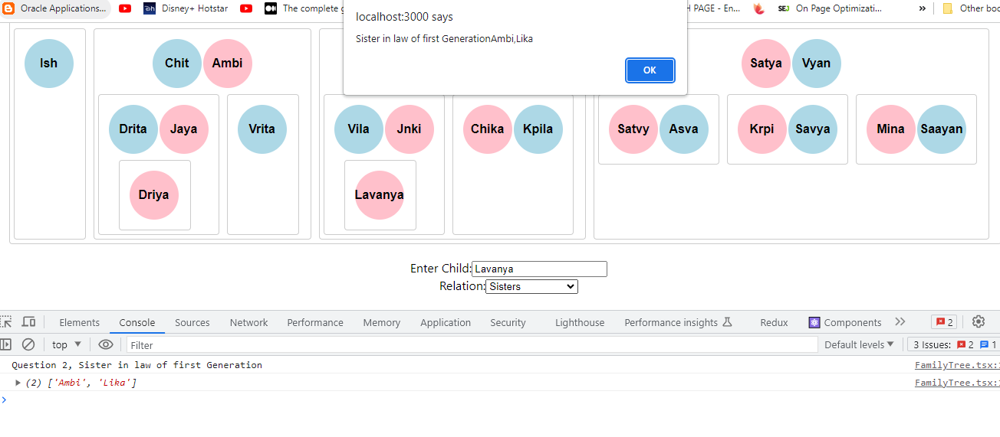 Oracle Applications...
Disney+ Hotstar
The complete g
H PAGE - En...
SEJ On Page Optimizati...
»
Other boo
localhost:3000 says
Sister in law of first GenerationAmbi,Lika
OK
Ish
Chit Ambi
Satya Vyan
Drita Jaya Vrita
Vila Jnki Chika Kpila
Satvy Asva Krpi Savya Mina Saayan
Driya
Lavanya
Enter Child: Lavanya
Relation: Sisters
Elements Console Sources Network Performance Memory Application Security Lighthouse Performance insights Redux Components 2
top Filter Default levels 3 Issues: 2 1
Question 2, Sister in law of first Generation FamilyTree.tsx:1
(2) ['Ambi', 'Lika'] FamilyTree.tsx:1